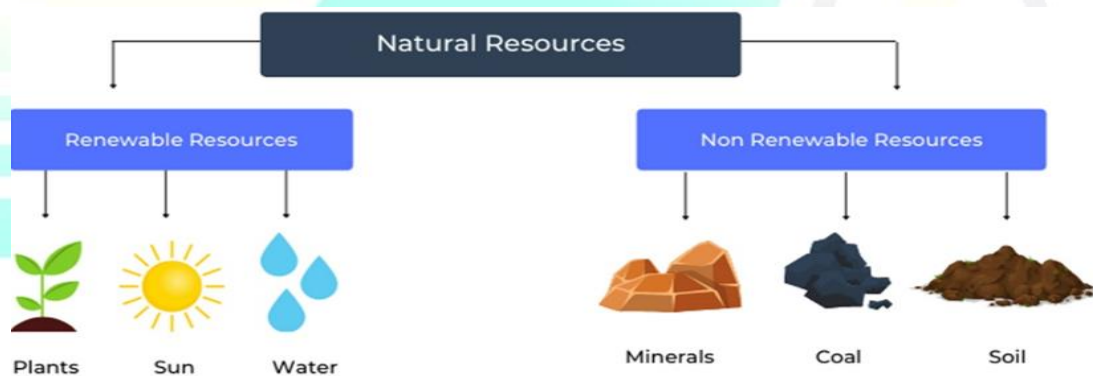 Natural Resources
Renewable Resources
Non Renewable Resources
Plants
Sun
Water
Minerals
Coal
Soil